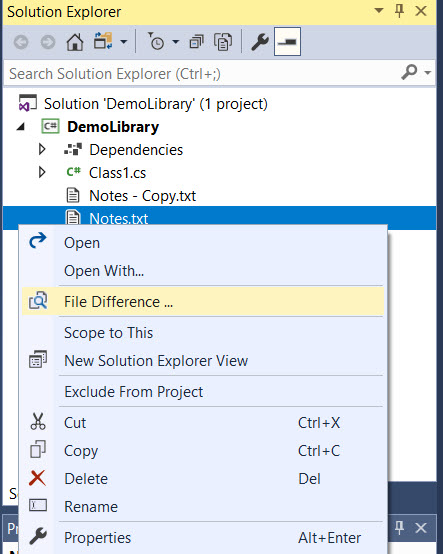 Solution Explorer
Search Solution Explorer (Ctrl+;)
Solution 'DemoLibrary' (1 project)
C# DemoLibrary
Dependencies
C# Class1.cs
Notes - Copy.txt
Notes.txt
Open
Open With...
File Difference ...
Scope to This
New Solution Explorer View
Exclude From Project
Cut Ctrl+X
Copy Ctrl+C
Delete Del
Rename
Properties Alt+Enter